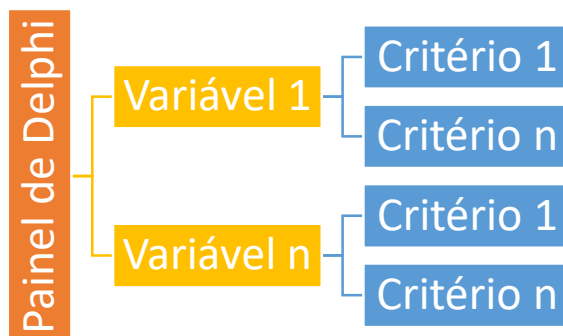 Painel de Delphi
Variável 1
Critério 1
Critério n
Variável n
Critério 1
Critério n